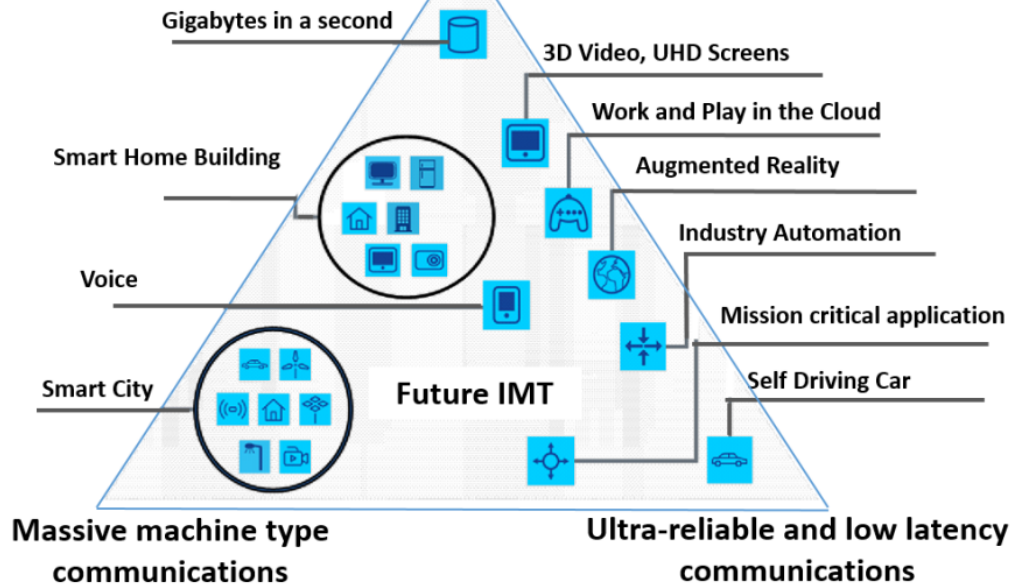 Gigabytes in a second
3D Video, UHD Screens
Work and Play in the Cloud
Smart Home Building
Augmented Reality
Industry Automation
Voice
Mission critical application
Smart City
Future IMT
Self Driving Car
Massive machine type
communications
Ultra-reliable and low latency
communications